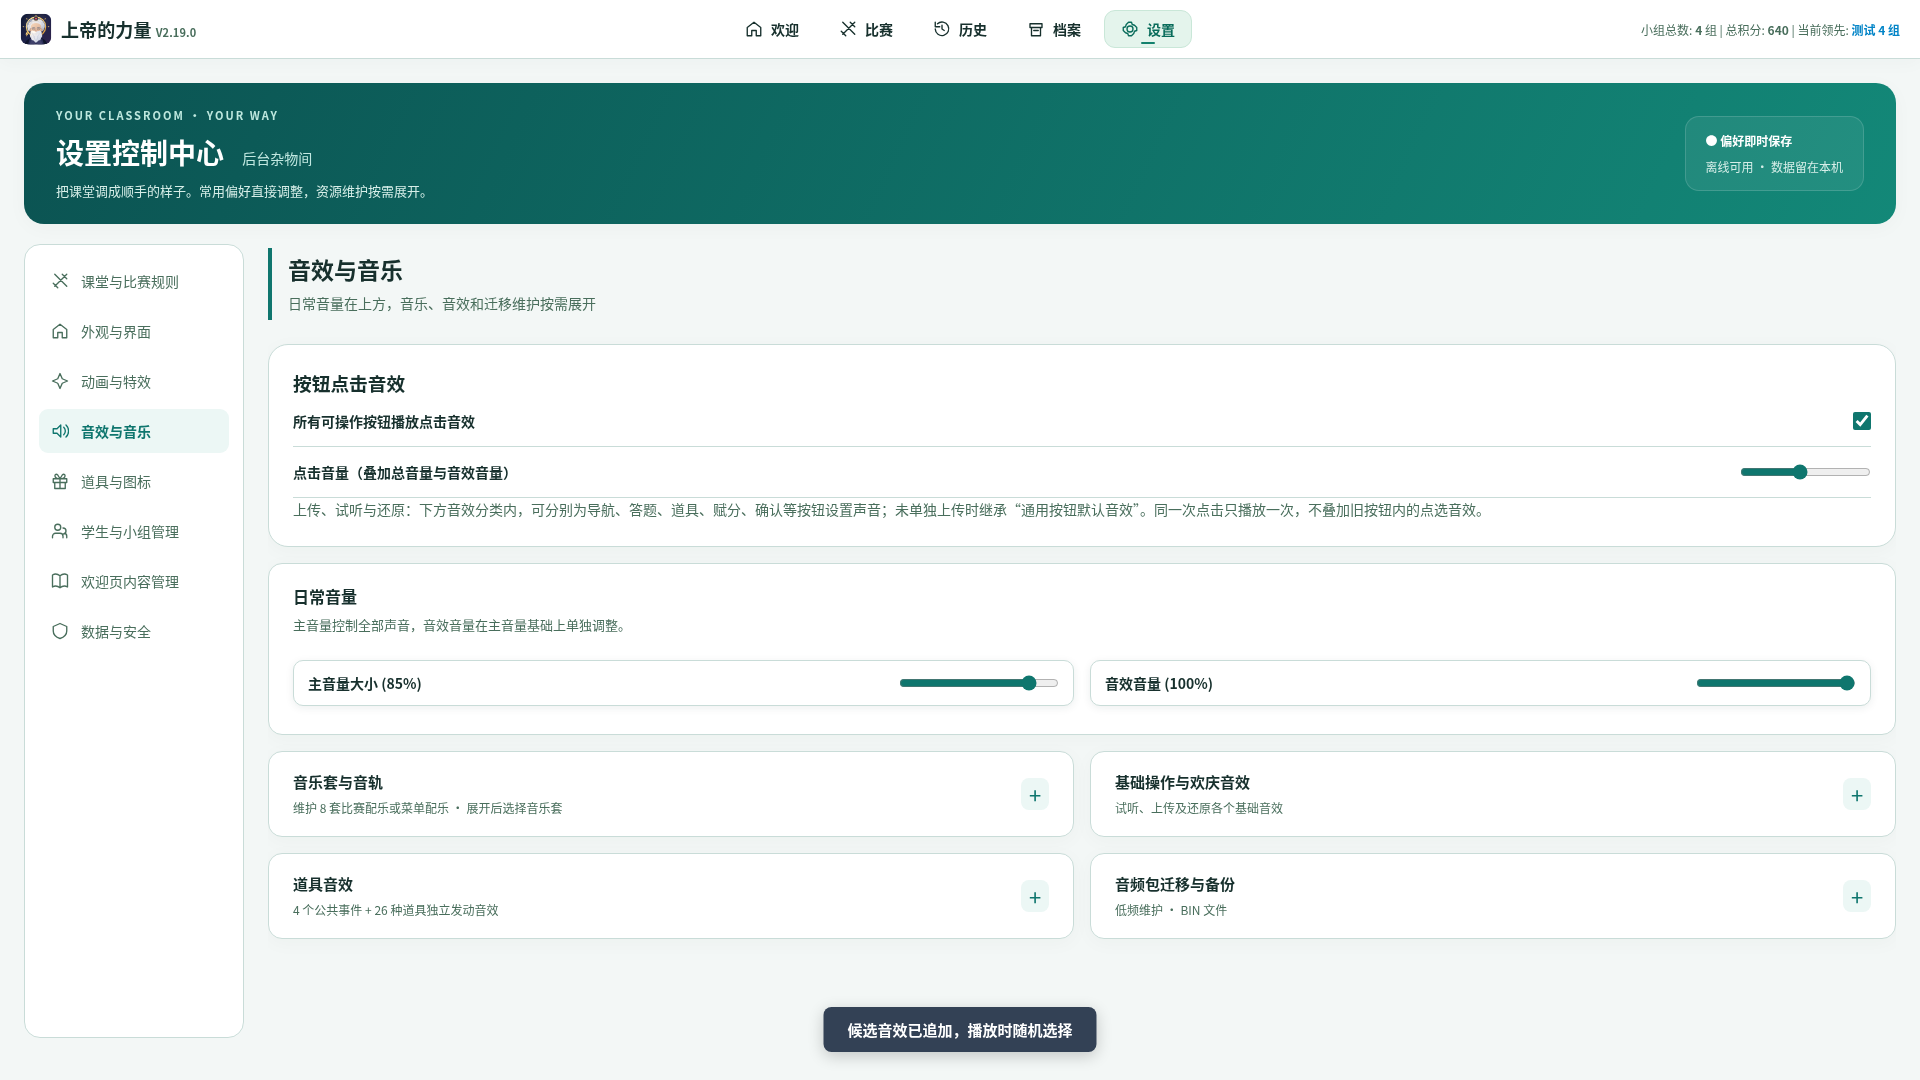 上帝的力量 V2.19.0
欢迎
比赛
历史
档案
设置
小组总数: 4 组 | 总积分: 640 | 当前领先: 测试 4 组
YOUR CLASSROOM • YOUR WAY
设置控制中心 后台杂物间
把课堂调成顺手的样子。常用偏好直接调整，资源维护按需展开。
偏好即时保存
离线可用 • 数据留在本机
课堂与比赛规则
外观与界面
动画与特效
音效与音乐
道具与图标
学生与小组管理
欢迎页内容管理
数据与安全
音效与音乐
日常音量在上方，音乐、音效和迁移维护按需展开
按钮点击音效
所有可操作按钮播放点击音效
点击音量（叠加总音量与音效音量）
上传、试听与还原：下方音效分类内，可分别为导航、答题、道具、赋分、确认等按钮设置声音；未单独上传时继承“通用按钮默认音效”。同一次点击只播放一次，不叠加旧按钮内的点选音效。
日常音量
主音量控制全部声音，音效音量在主音量基础上单独调整。
主音量大小 (85%)
音效音量 (100%)
音乐套与音轨
维护 8 套比赛配乐或菜单配乐 • 展开后选择音乐套
+
基础操作与欢庆音效
试听、上传及还原各个基础音效
+
道具音效
4 个公共事件 + 26 种道具独立发动音效
+
音频包迁移与备份
低频维护 • BIN 文件
+
候选音效已追加，播放时随机选择